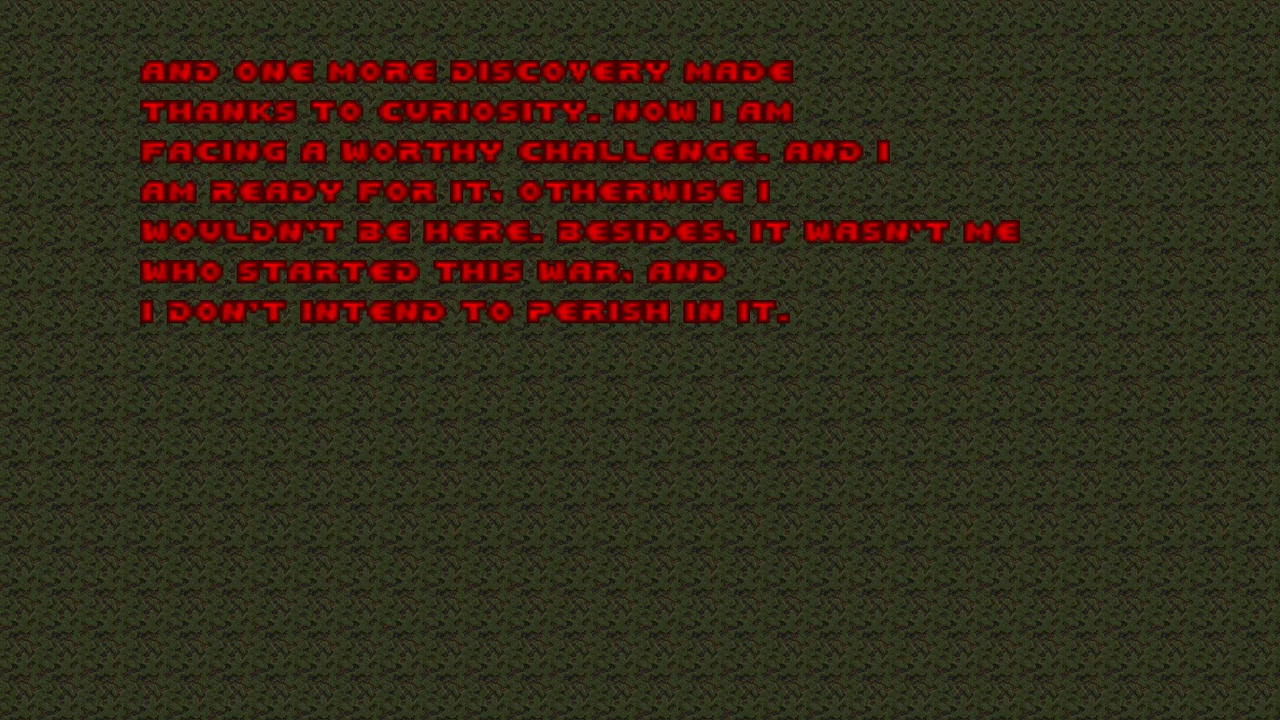 AND ONE MORE DISCOVERY MADE
THANKS TO CURIOSITY. NOW I AM
FACING A WORTHY CHALLENGE. AND I
AM READY FOR IT, OTHERWISE I
WOULDN'T BE HERE. BESIDES, IT WASN'T ME
WHO STARTED THIS WAR, AND
I DON'T INTEND TO PERISH IN IT.